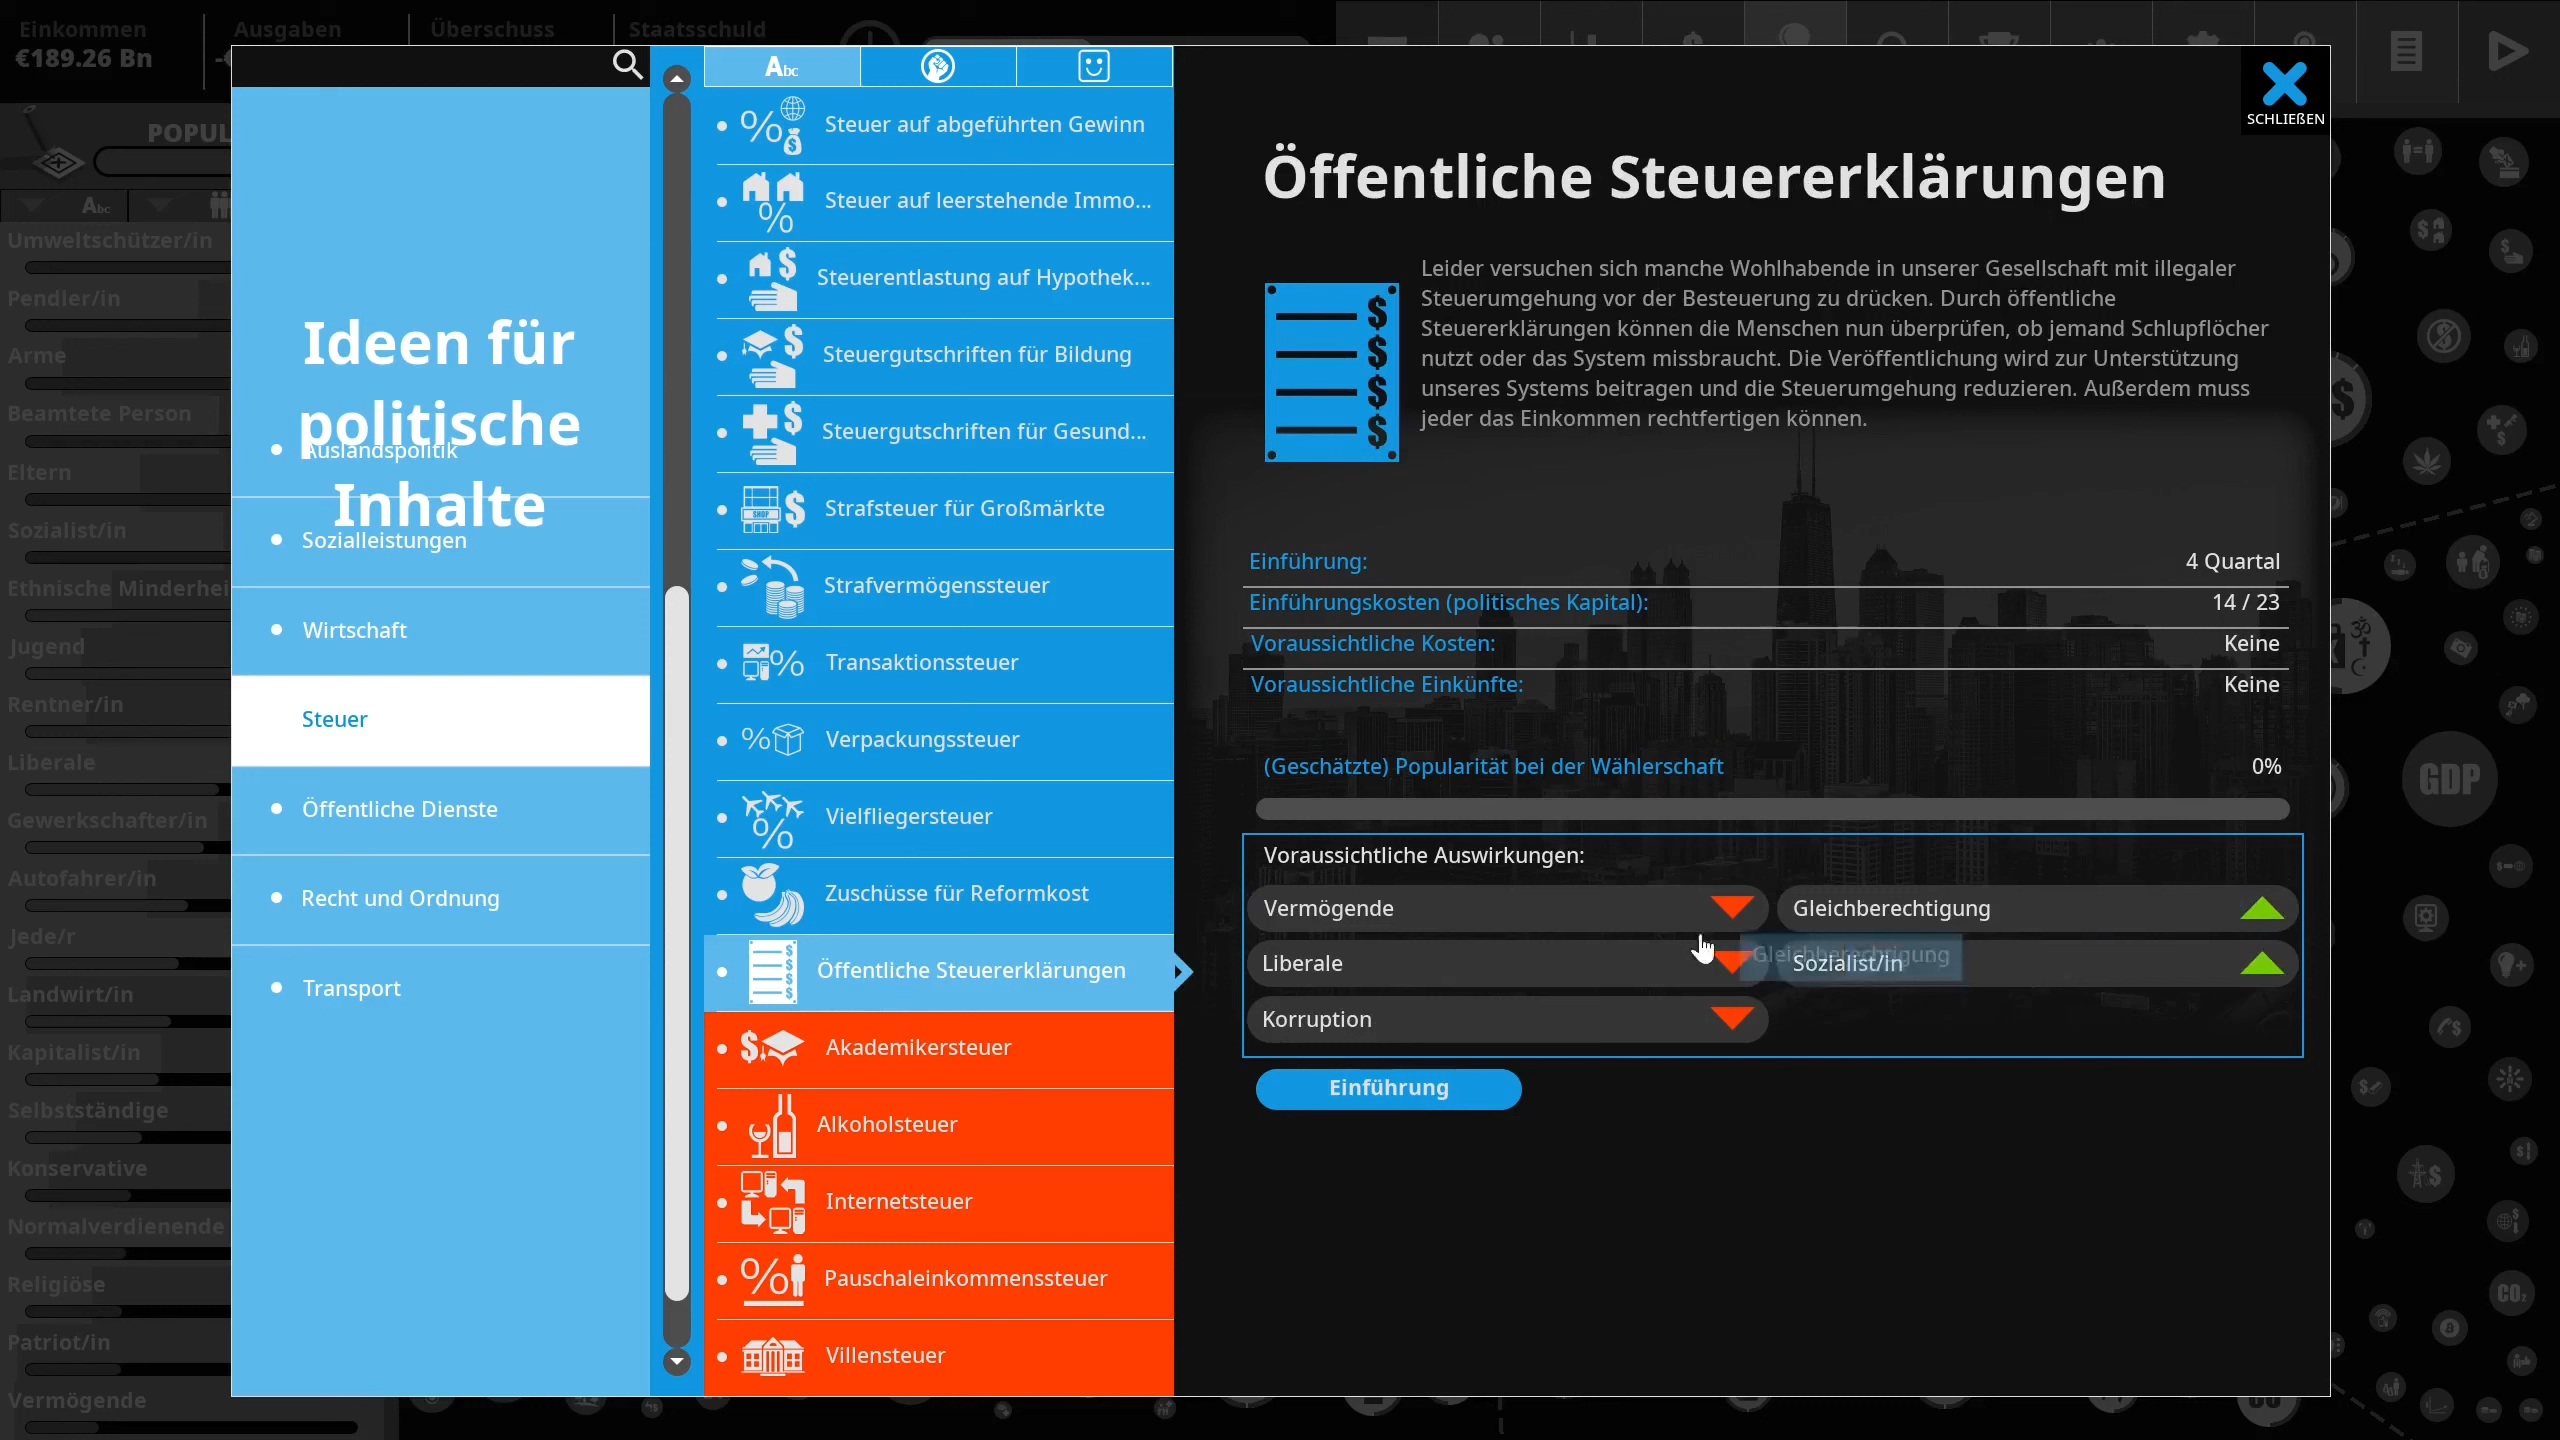 Einkommen
€189.26 Bn
Ausgaben
Überschuss
Staatsschuld
POPUL
Abc
Umweltschützer/in
Pendler/in
Arme
Beamtete Person
Eltern
Sozialist/in
Ethnische Minderhei
Jugend
Rentner/in
Liberale
Gewerkschafter/in
Autofahrer/in
Jede/r
Landwirt/in
Kapitalist/in
Selbstständige
Konservative
Normalverdienende
Religiöse
Patriot/in
Vermögende
Ideen für
politische
Inhalte
Auslandspolitik
Sozialleistungen
Wirtschaft
Steuer
Öffentliche Dienste
Recht und Ordnung
Transport
Abc
Steuer auf abgeführten Gewinn
Steuer auf leerstehende Immo...
Steuerentlastung auf Hypothek...
Steuergutschriften für Bildung
Steuergutschriften für Gesund...
SHOP
Strafsteuer für Großmärkte
Strafvermögenssteuer
Transaktionssteuer
Verpackungssteuer
Vielfliegersteuer
Zuschüsse für Reformkost
Öffentliche Steuererklärungen
Akademikersteuer
Alkoholsteuer
Internetsteuer
Pauschaleinkommenssteuer
Villensteuer
SCHLIEßEN
Öffentliche Steuererklärungen
Leider versuchen sich manche Wohlhabende in unserer Gesellschaft mit illegaler
Steuerumgehung vor der Besteuerung zu drücken. Durch öffentliche
Steuererklärungen können die Menschen nun überprüfen, ob jemand Schlupflöcher
nutzt oder das System missbraucht. Die Veröffentlichung wird zur Unterstützung
unseres Systems beitragen und die Steuerumgehung reduzieren. Außerdem muss
jeder das Einkommen rechtfertigen können.
Einführung: 4 Quartal
Einführungskosten (politisches Kapital): 14 / 23
Voraussichtliche Kosten: Keine
Voraussichtliche Einkünfte: Keine
(Geschätzte) Popularität bei der Wählerschaft 0%
Voraussichtliche Auswirkungen:
Vermögende Gleichberechtigung
Gleichberechtigung
Liberale Sozialist/in
Korruption
Einführung
GDP
CO₂